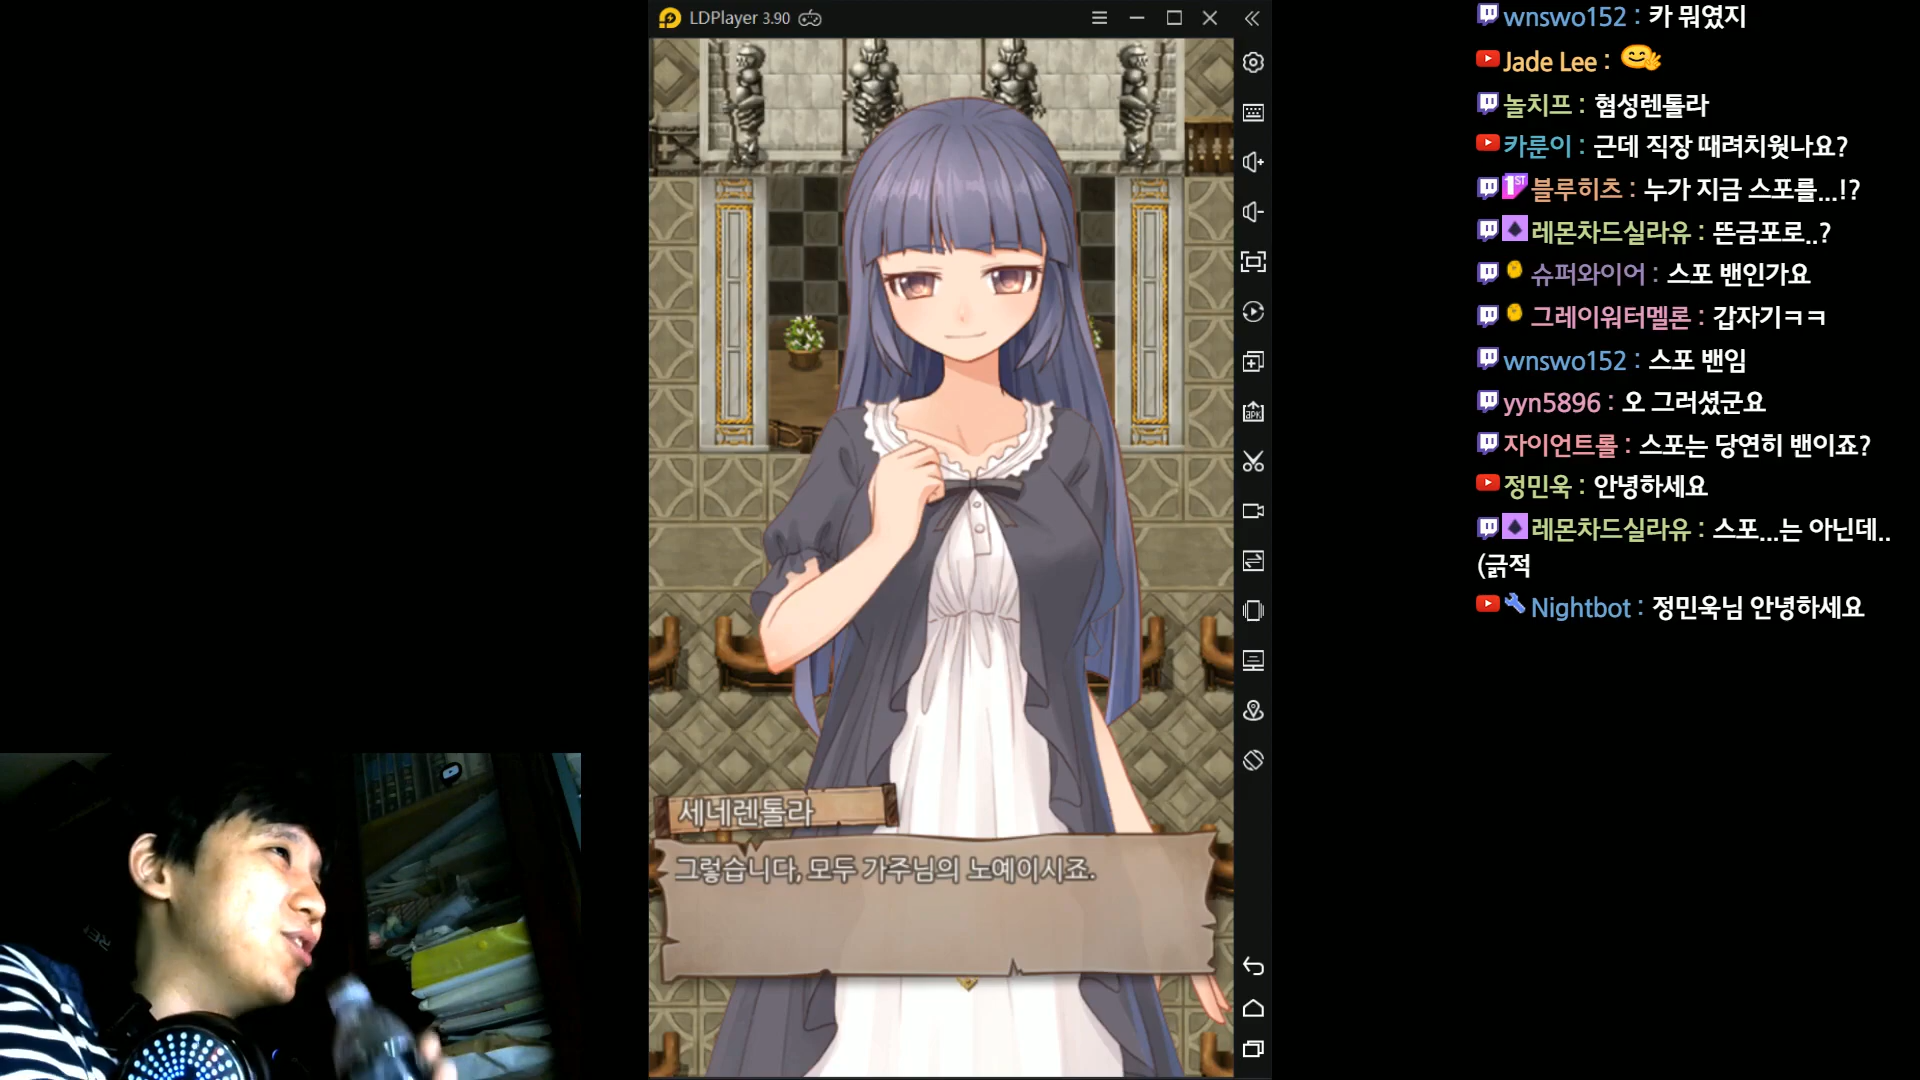 LDPlayer 3.90
APK
세네렌톨라
그렇습니다, 모두 가주님의 노예이시죠.
wnswo152 : 카 뭐였지
Jade Lee :
놀치프 : 혐성렌톨라
카룬이 : 근데 직장 때려치웟나요?
1ST 블루히츠 : 누가 지금 스포를...!?
레몬차드실라유 : 뜬금포로..?
슈퍼와이어 : 스포 밴인가요
그레이워터멜론 : 갑자기ㅋㅋ
wnswo152 : 스포 밴임
yyn5896 : 오 그러셨군요
자이언트롤 : 스포는 당연히 밴이죠?
정민욱 : 안녕하세요
레몬차드실라유 : 스포...는 아닌데..
(긁적
Nightbot : 정민욱님 안녕하세요